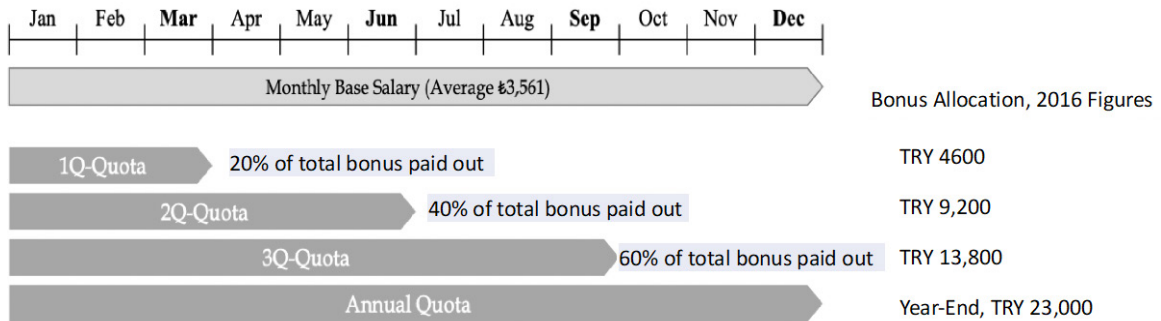 Jan Feb Mar Apr May Jun Jul Aug Sep Oct Nov Dec
Monthly Base Salary (Average ₺3,561)
Bonus Allocation, 2016 Figures
1Q-Quota 20% of total bonus paid out TRY 4600
2Q-Quota 40% of total bonus paid out TRY 9,200
3Q-Quota 60% of total bonus paid out TRY 13,800
Annual Quota Year-End, TRY 23,000